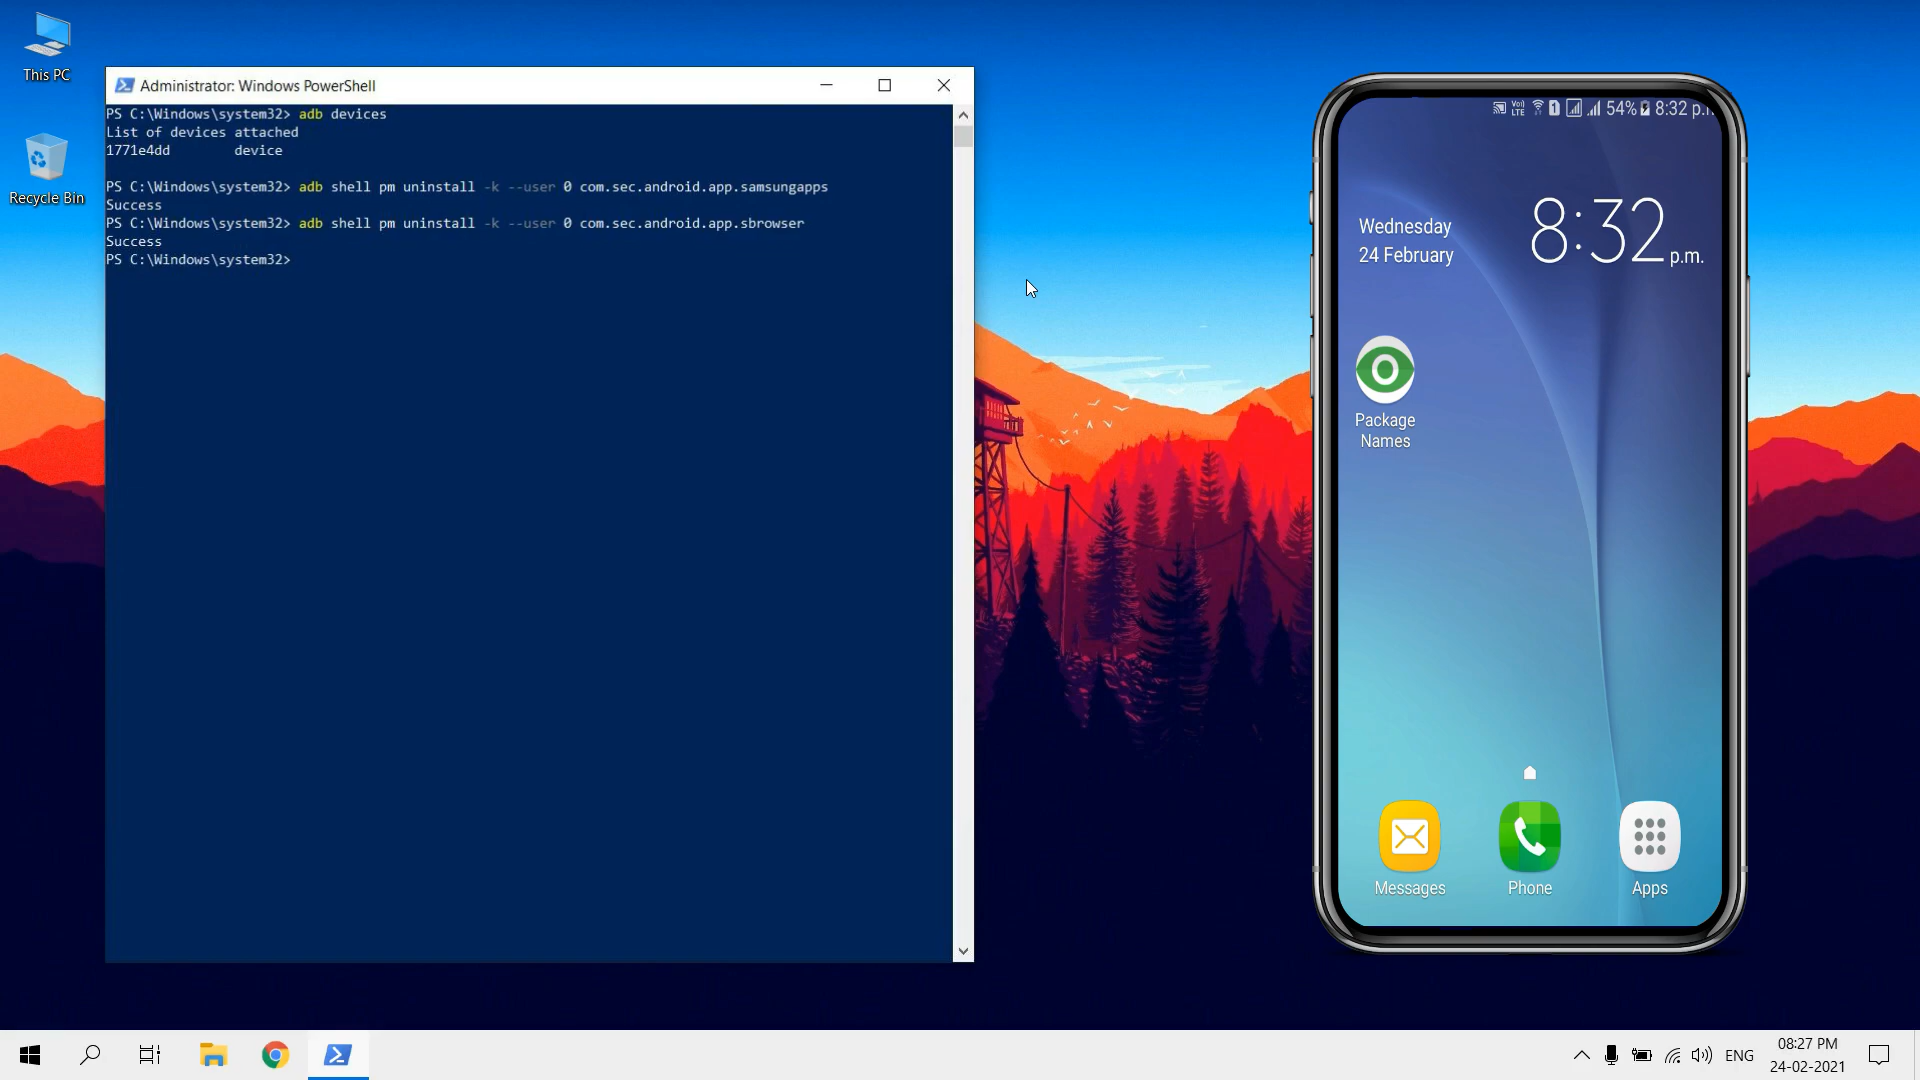 This PC
Recycle Bin
Administrator: Windows PowerShell
PS C:\Windows\system32> adb devices
List of devices attached
1771e4dd        device
PS C:\Windows\system32> adb shell pm uninstall -k --user 0 com.sec.android.app.samsungapps
Success
PS C:\Windows\system32> adb shell pm uninstall -k --user 0 com.sec.android.app.sbrowser
Success
PS C:\Windows\system32>
Vo) LTE 1 54% 8:32 p.m.
Wednesday
24 February
8:32 p.m.
Package
Names
Messages
Phone
Apps
ENG
08:27 PM
24-02-2021